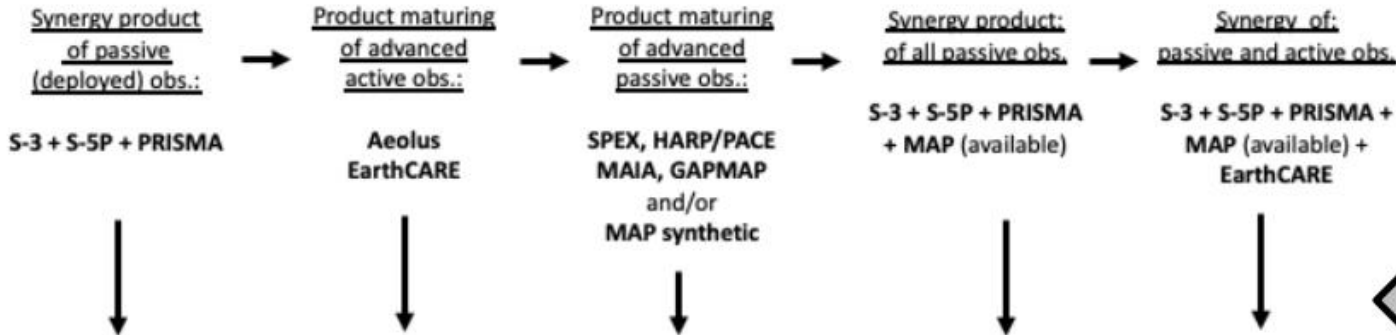 Synergy product
of passive
(deployed) obs.:
S-3 + S-5P + PRISMA
Product maturing
of advanced
active obs.:
Aeolus
EarthCARE
Product maturing
of advanced
passive obs.:
SPEX, HARP/PACE
MAIA, GAPMAP
and/or
MAP synthetic
Synergy product:
of all passive obs.
S-3 + S-5P + PRISMA
+ MAP (available)
Synergy of:
passive and active obs.
S-3 + S-5P + PRISMA +
MAP (available) +
EarthCARE